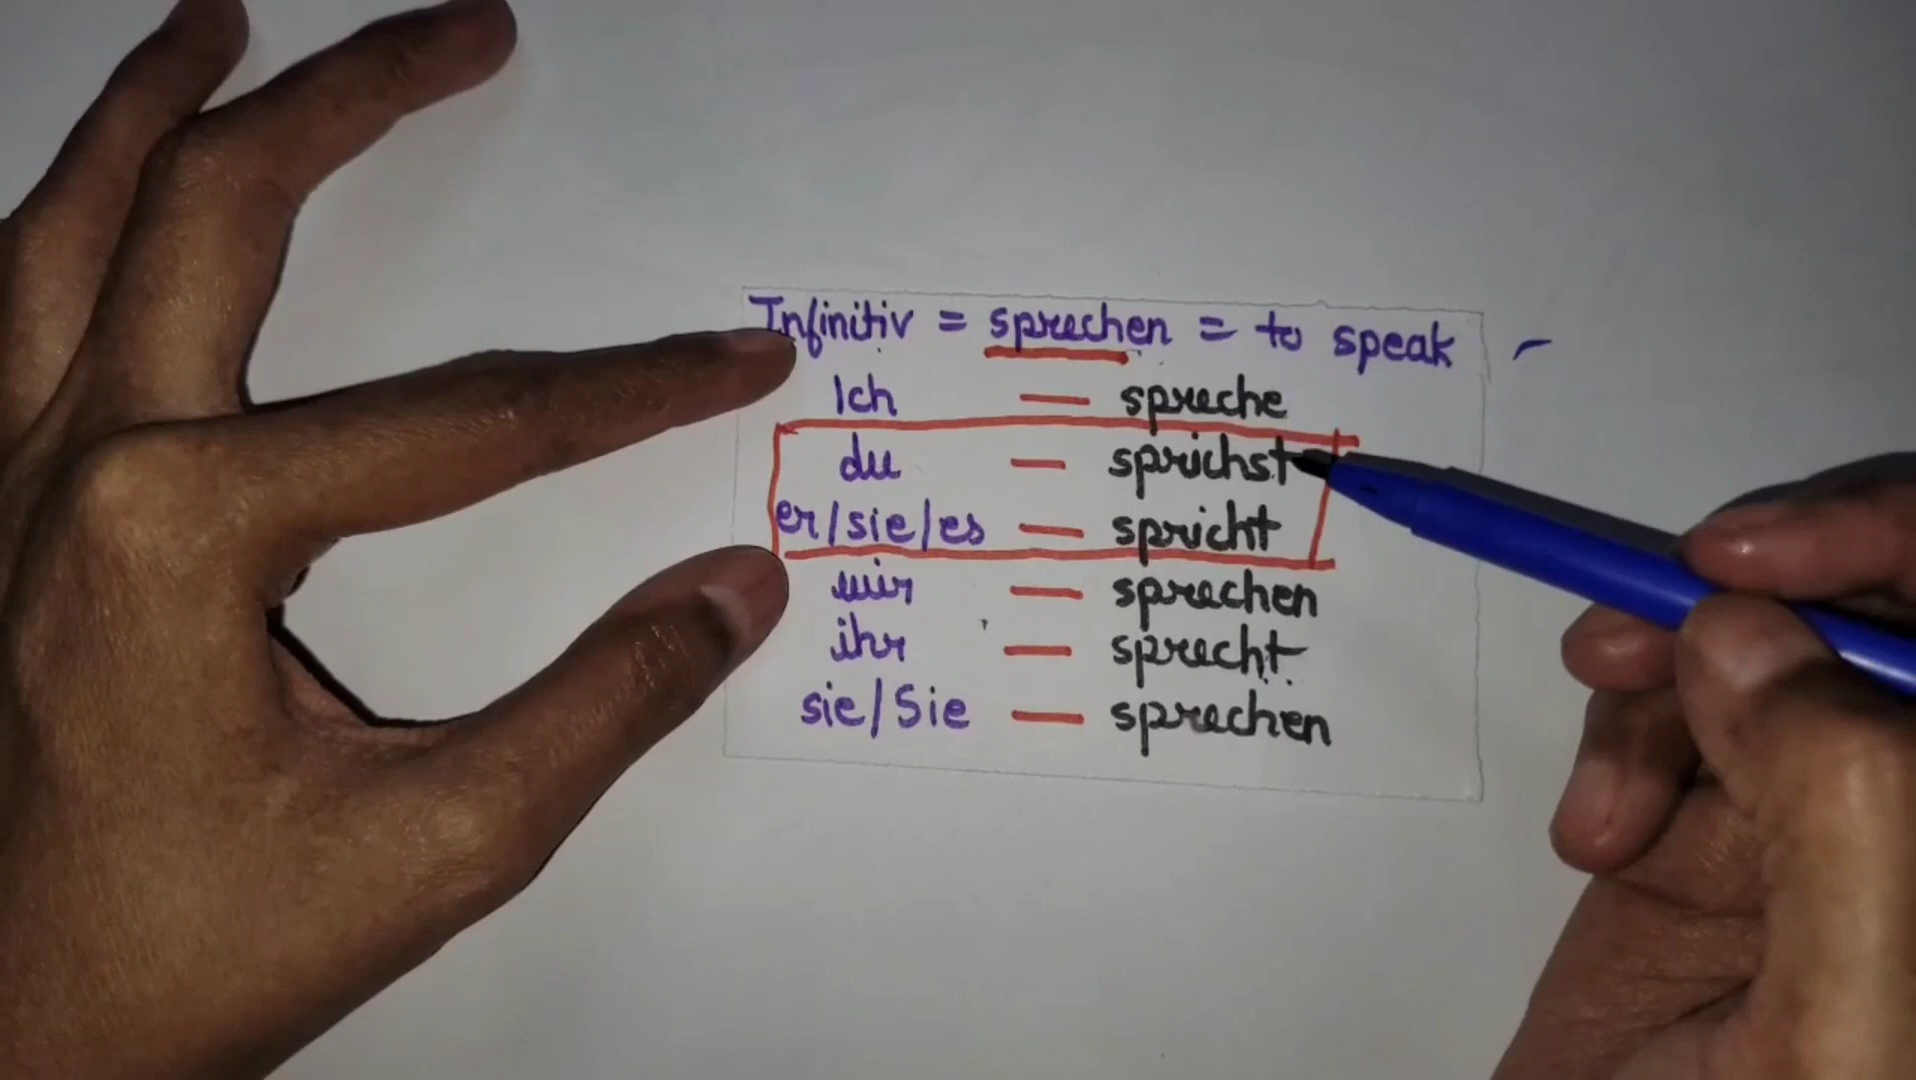 Infinitiv = sprechen = to speak
Ich — spreche
du — sprichst
er/sie/es — spricht
wir — sprechen
ihr — sprecht
sie/Sie — sprechen